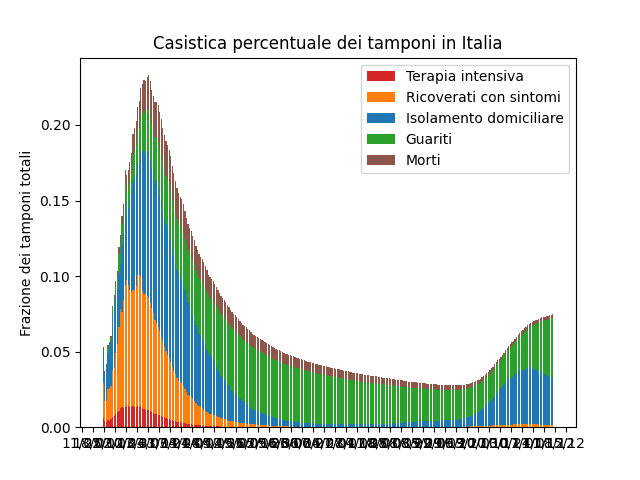 Casistica percentuale dei tamponi in Italia
Terapia intensiva
Ricoverati con sintomi
Isolamento domiciliare
Guariti
Morti
Frazione dei tamponi totali
0.20
0.15
0.10
0.05
0.00